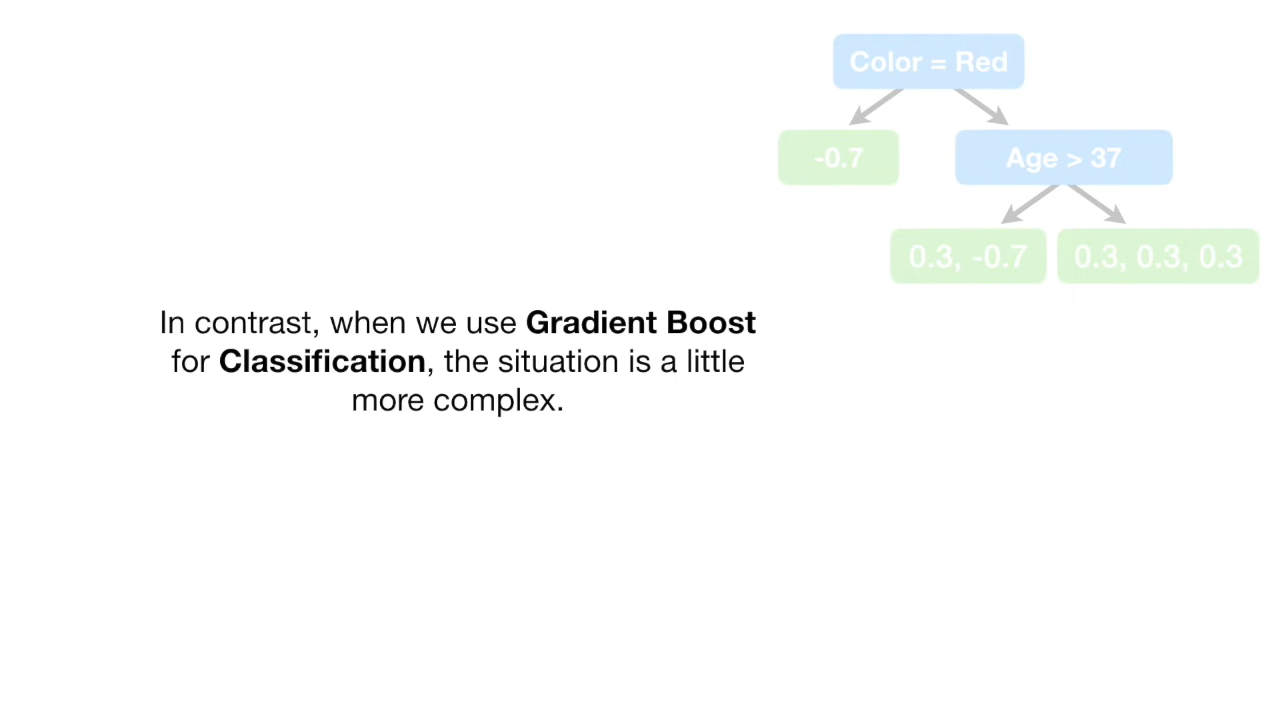 Color = Red
-0.7
Age > 37
0.3, -0.7
0.3, 0.3, 0.3
In contrast, when we use Gradient Boost
for Classification, the situation is a little
more complex.